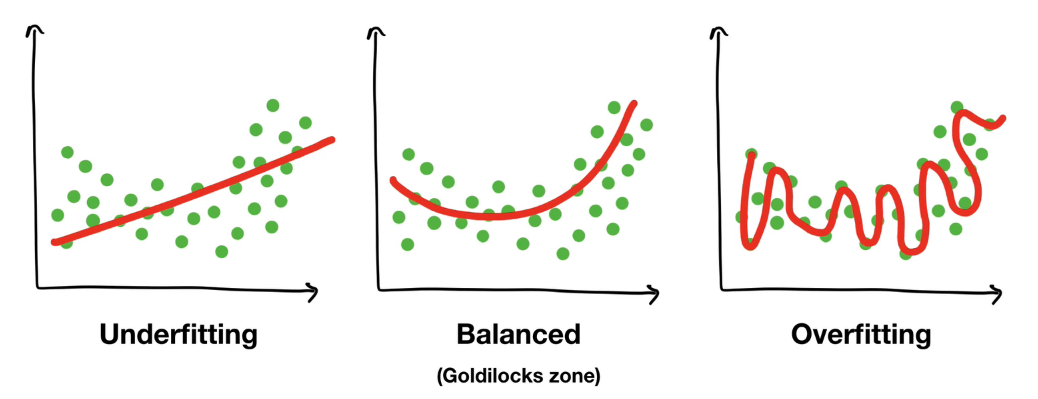 Underfitting
Balanced
(Goldilocks zone)
Overfitting